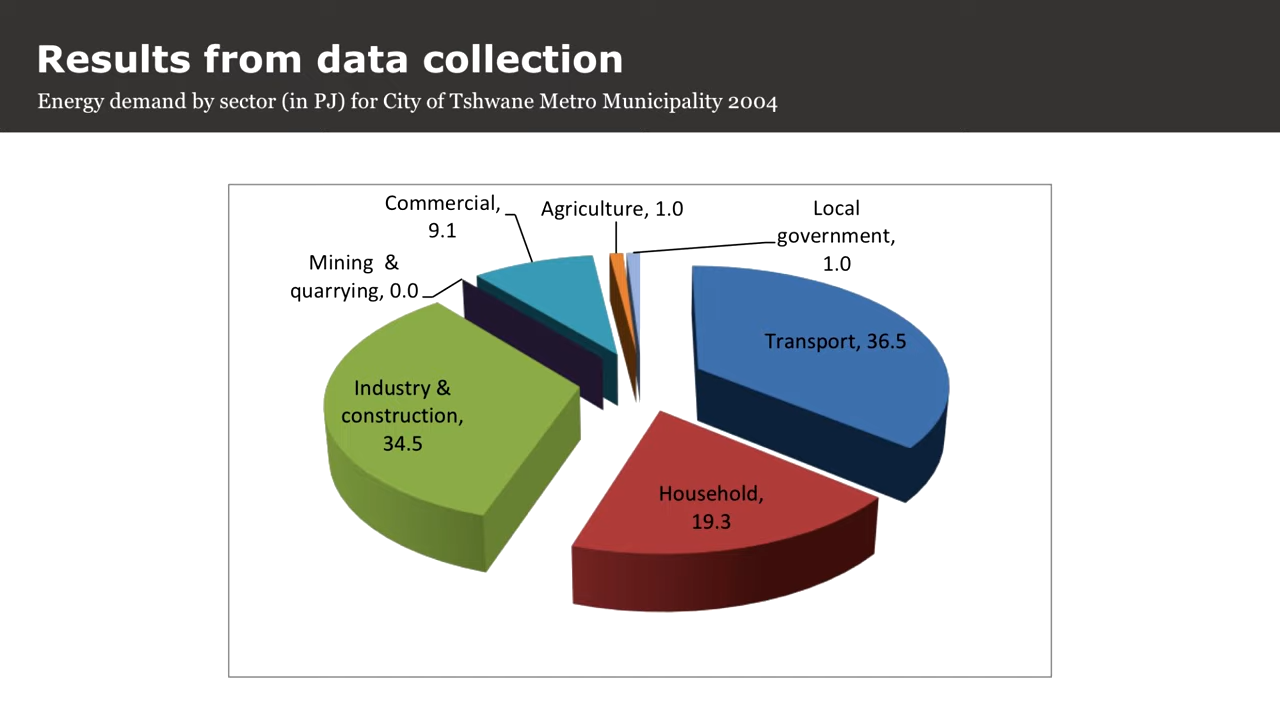 Results from data collection
Energy demand by sector (in PJ) for City of Tshwane Metro Municipality 2004
Commercial,
9.1
Agriculture, 1.0
Local
government,
1.0
Mining &
quarrying, 0.0
Transport, 36.5
Industry &
construction,
34.5
Household,
19.3